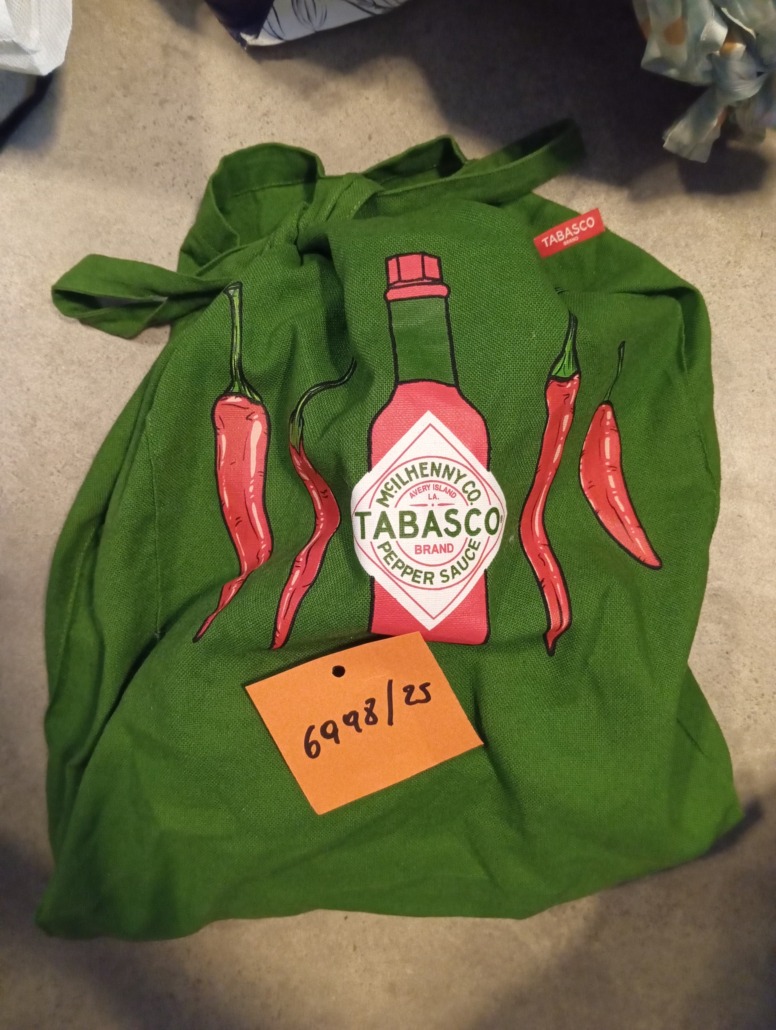 TABASCO
BRAND
McILHENNY CO.
AVERY ISLAND
LA.
TABASCO
BRAND
PEPPER SAUCE
6998/25